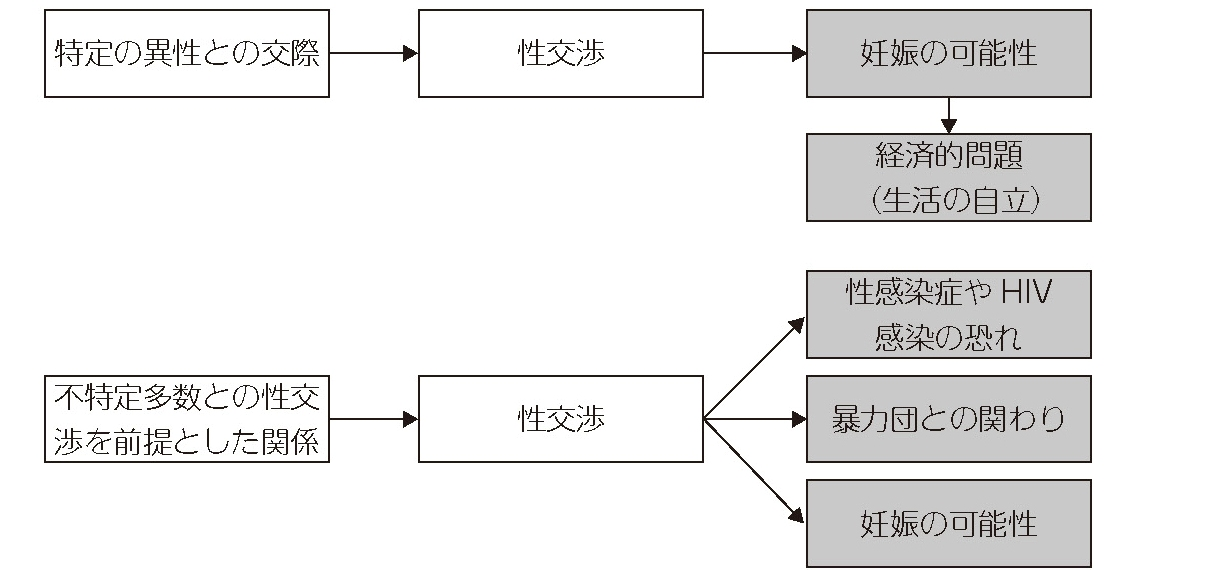 特定の異性との交際
性交渉
妊娠の可能性
経済的問題
（生活の自立）
性感染症や HIV
感染の恐れ
不特定多数との性交
渉を前提とした関係
性交渉
暴力団との関わり
妊娠の可能性